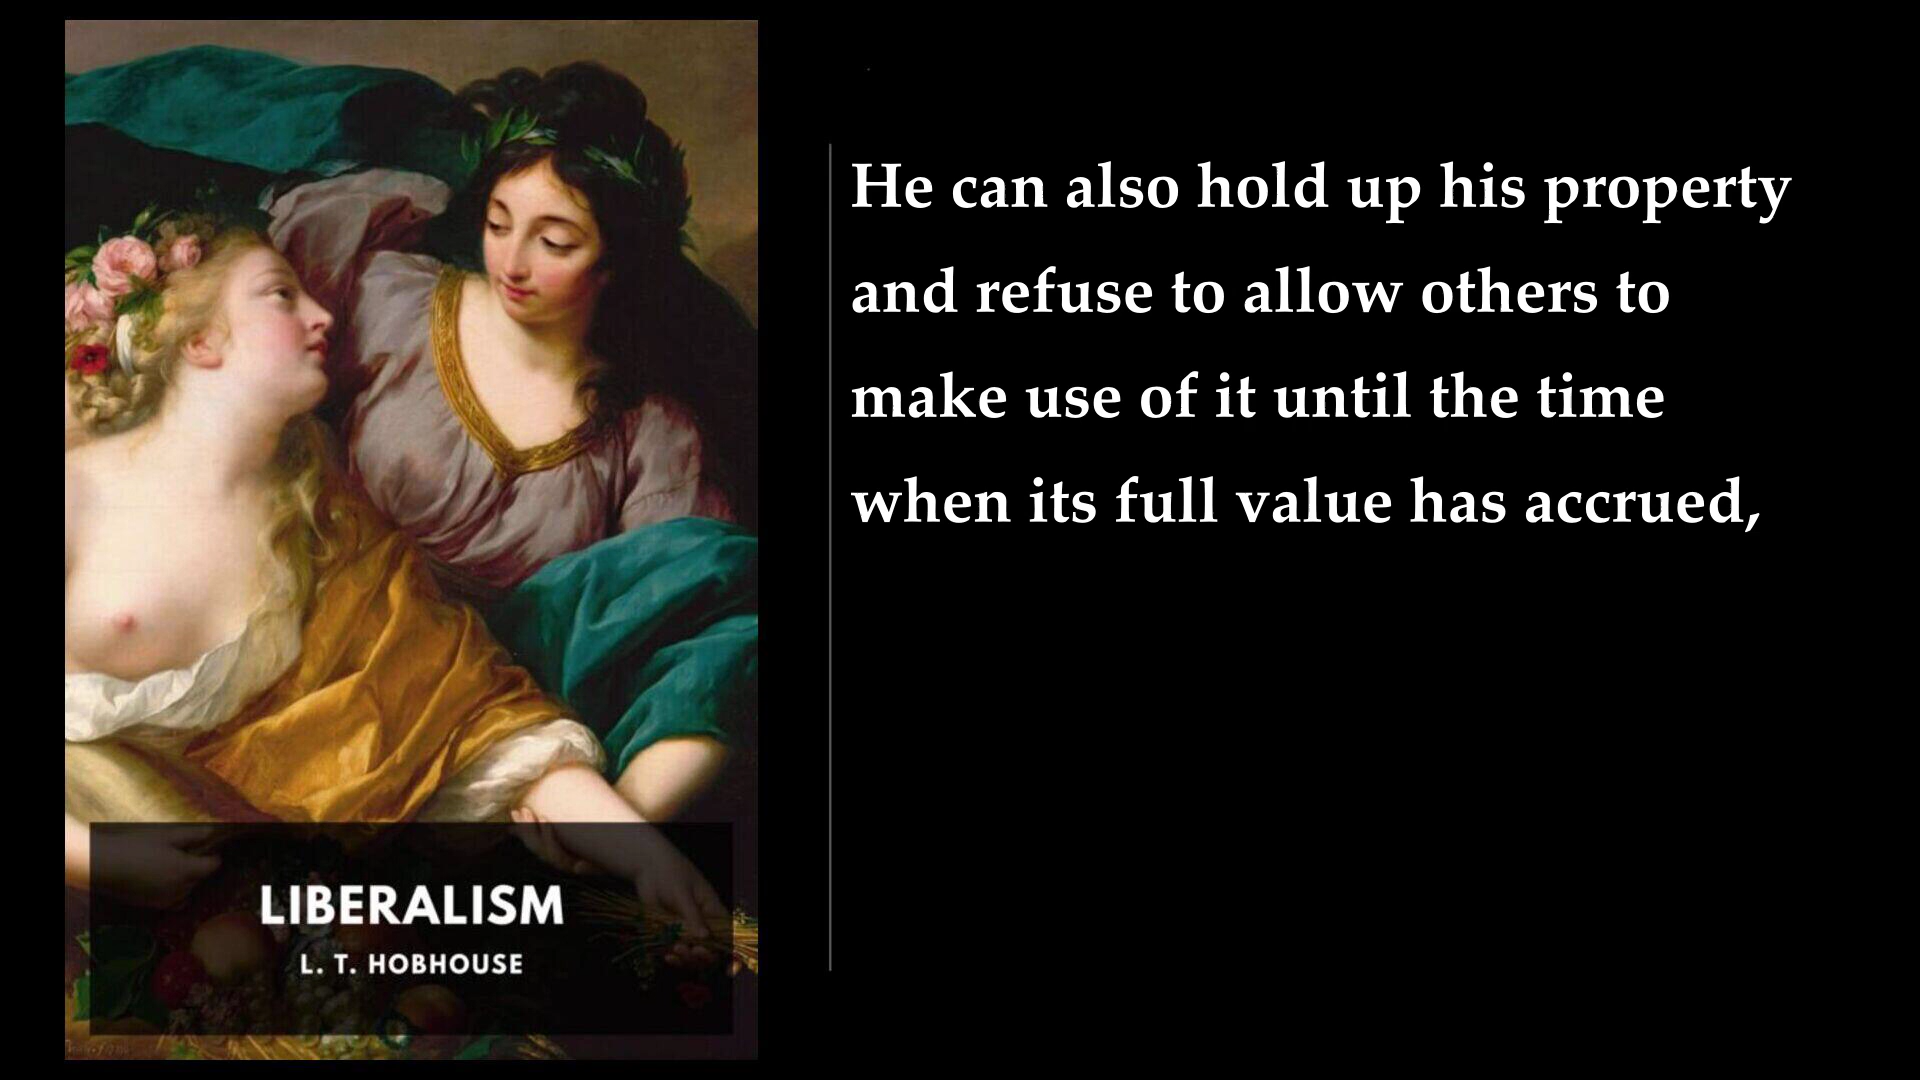 He can also hold up his property
and refuse to allow others to
make use of it until the time
when its full value has accrued,
LIBERALISM
L. T. HOBHOUSE